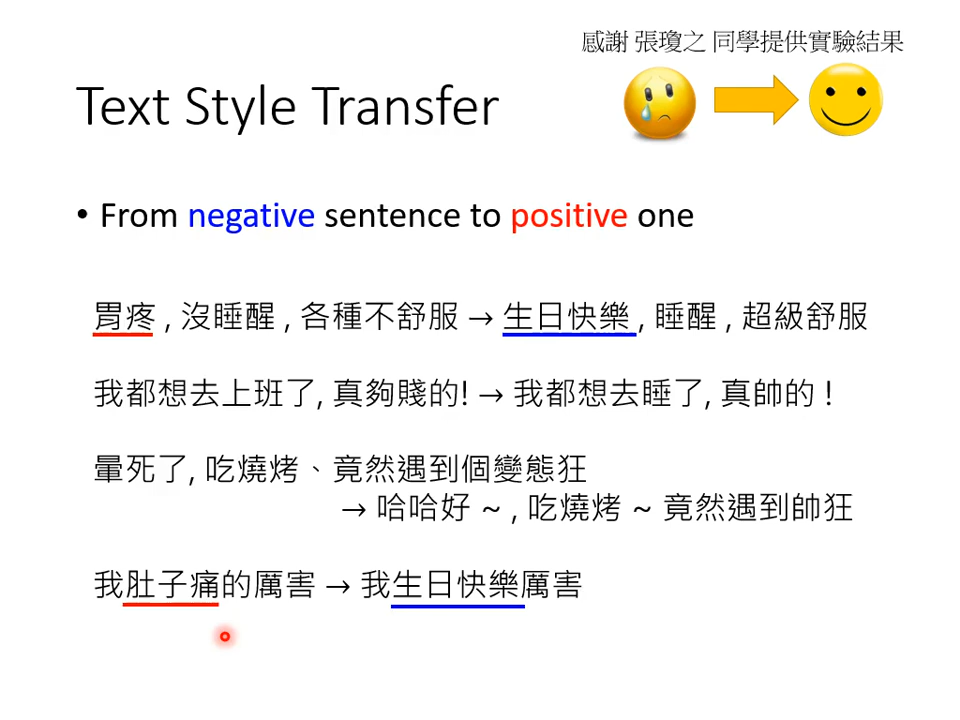 感謝 張瓊之 同學提供實驗結果
Text Style Transfer
• From negative sentence to positive one
胃疼 , 沒睡醒 , 各種不舒服 → 生日快樂 , 睡醒 , 超級舒服
我都想去上班了, 真夠賤的! → 我都想去睡了, 真帥的 !
暈死了, 吃燒烤、竟然遇到個變態狂
→ 哈哈好 ~ , 吃燒烤 ~ 竟然遇到帥狂
我肚子痛的厲害 → 我生日快樂厲害